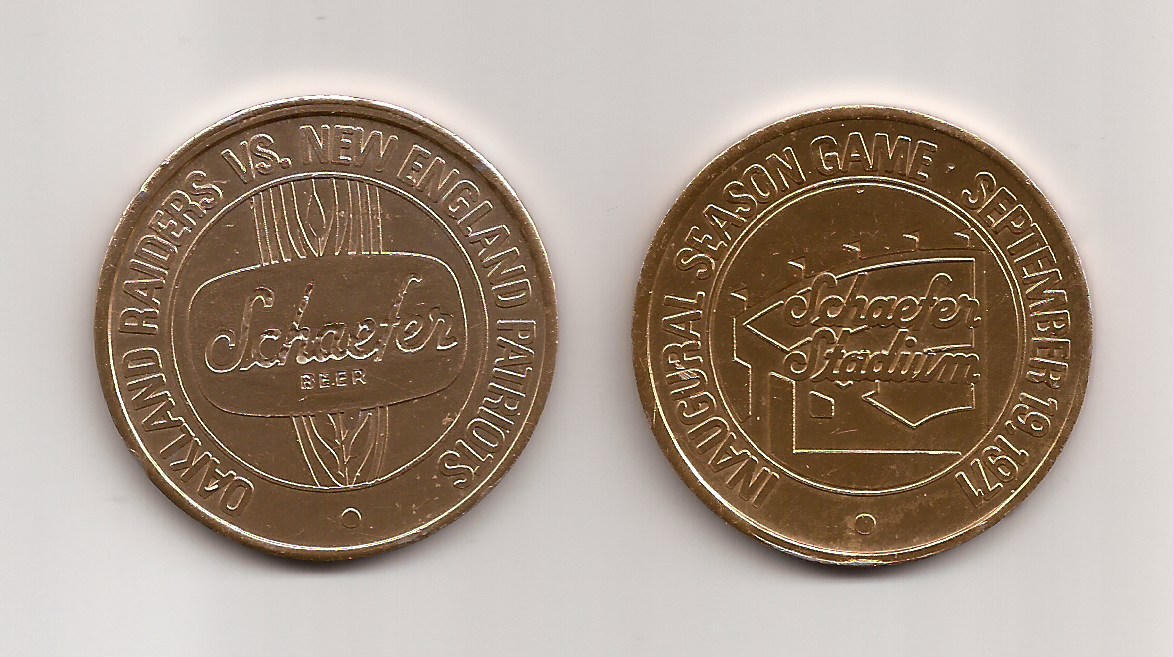 OAKLAND RAIDERS VS. NEW ENGLAND PATRIOTS
Schaefer
BEER
INAUGURAL SEASON GAME · SEPTEMBER 19, 1971
Schaefer
Stadium